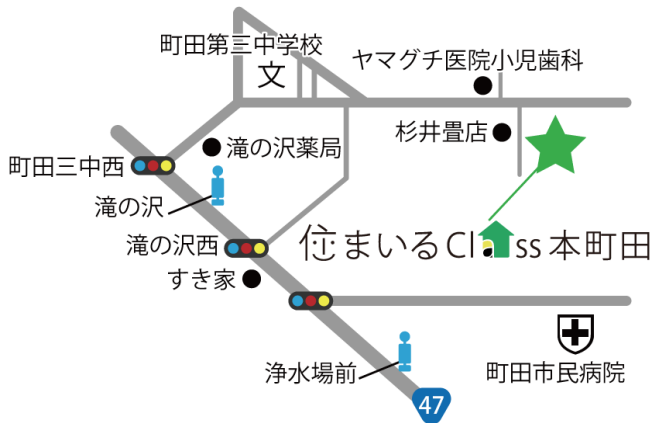 町田第三中学校
文
ヤマグチ医院小児歯科
杉井畳店
町田三中西
滝の沢薬局
滝の沢
滝の沢西
住まいるClass本町田
すき家
浄水場前
町田市民病院
47